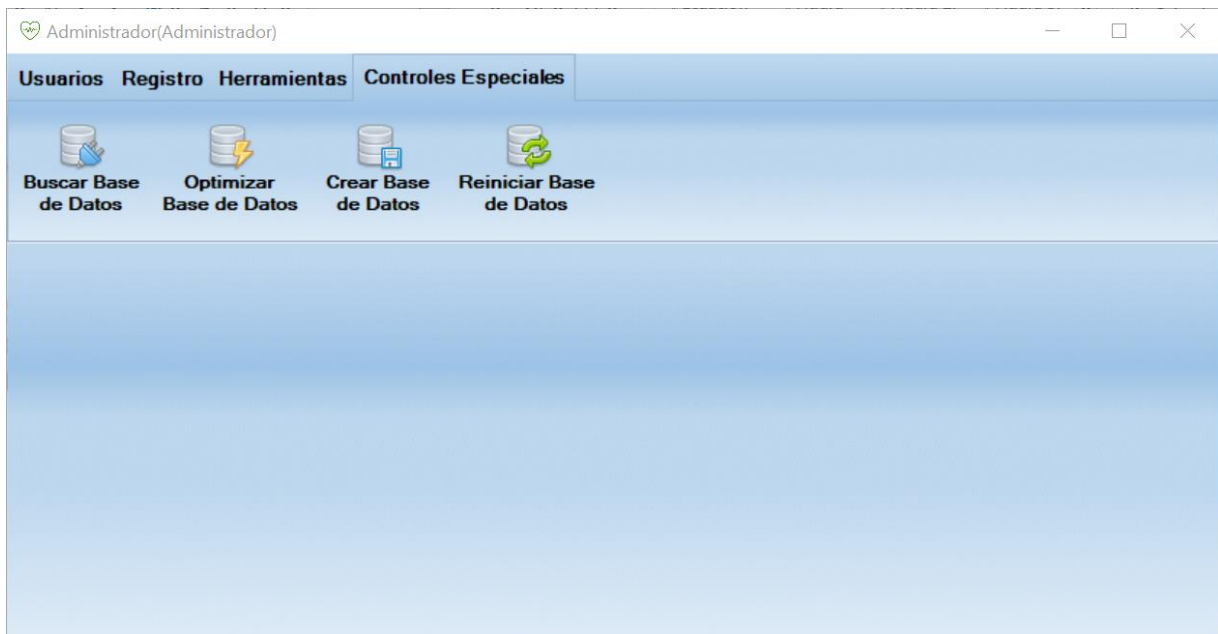 Administrador(Administrador)
Usuarios Registro Herramientas Controles Especiales
Buscar Base
de Datos
Optimizar
Base de Datos
Crear Base
de Datos
Reiniciar Base
de Datos